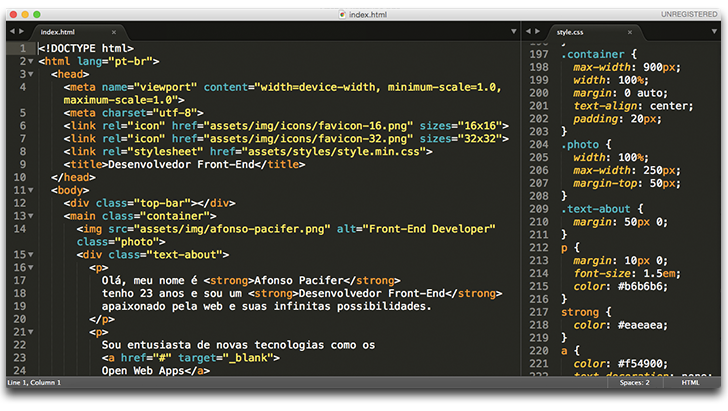 index.html
UNREGISTERED
index.html
style.css
1 <!DOCTYPE html>
2 <html lang="pt-br">
3 <head>
4 <meta name="viewport" content="width=device-width, minimum-scale=1.0,
maximum-scale=1.0">
5 <meta charset="utf-8">
6 <link rel="icon" href="assets/img/icons/favicon-16.png" sizes="16x16">
7 <link rel="icon" href="assets/img/icons/favicon-32.png" sizes="32x32">
8 <link rel="stylesheet" href="assets/styles/style.min.css">
9 <title>Desenvolvedor Front-End</title>
10 </head>
11 <body>
12 <div class="top-bar"></div>
13 <main class="container">
14 <img src="assets/img/afonso-pacifer.png" alt="Front-End Developer"
class="photo">
15 <div class="text-about">
16 <p>
17 Olá, meu nome é <strong>Afonso Pacifer</strong>
18 tenho 23 anos e sou um <strong>Desenvolvedor Front-End</strong>
19 apaixonado pela web e suas infinitas possibilidades.
20 </p>
21 <p>
22 Sou entusiasta de novas tecnologias como os
23 <a href="#" target="_blank">
24 Open Web Apps</a>
196 }
197 .container {
198 max-width: 900px;
199 width: 100%;
200 margin: 0 auto;
201 text-align: center;
202 padding: 20px;
203 }
204 .photo {
205 width: 100%;
206 max-width: 250px;
207 margin-top: 50px;
208 }
209 .text-about {
210 margin: 50px 0;
211 }
212 p {
213 margin: 10px 0;
214 font-size: 1.5em;
215 color: #b6b6b6;
216 }
217 strong {
218 color: #eaeaea;
219 }
220 a {
221 color: #f54900;
222 text-decoration: none;
Line 1, Column 1
Spaces: 2
HTML